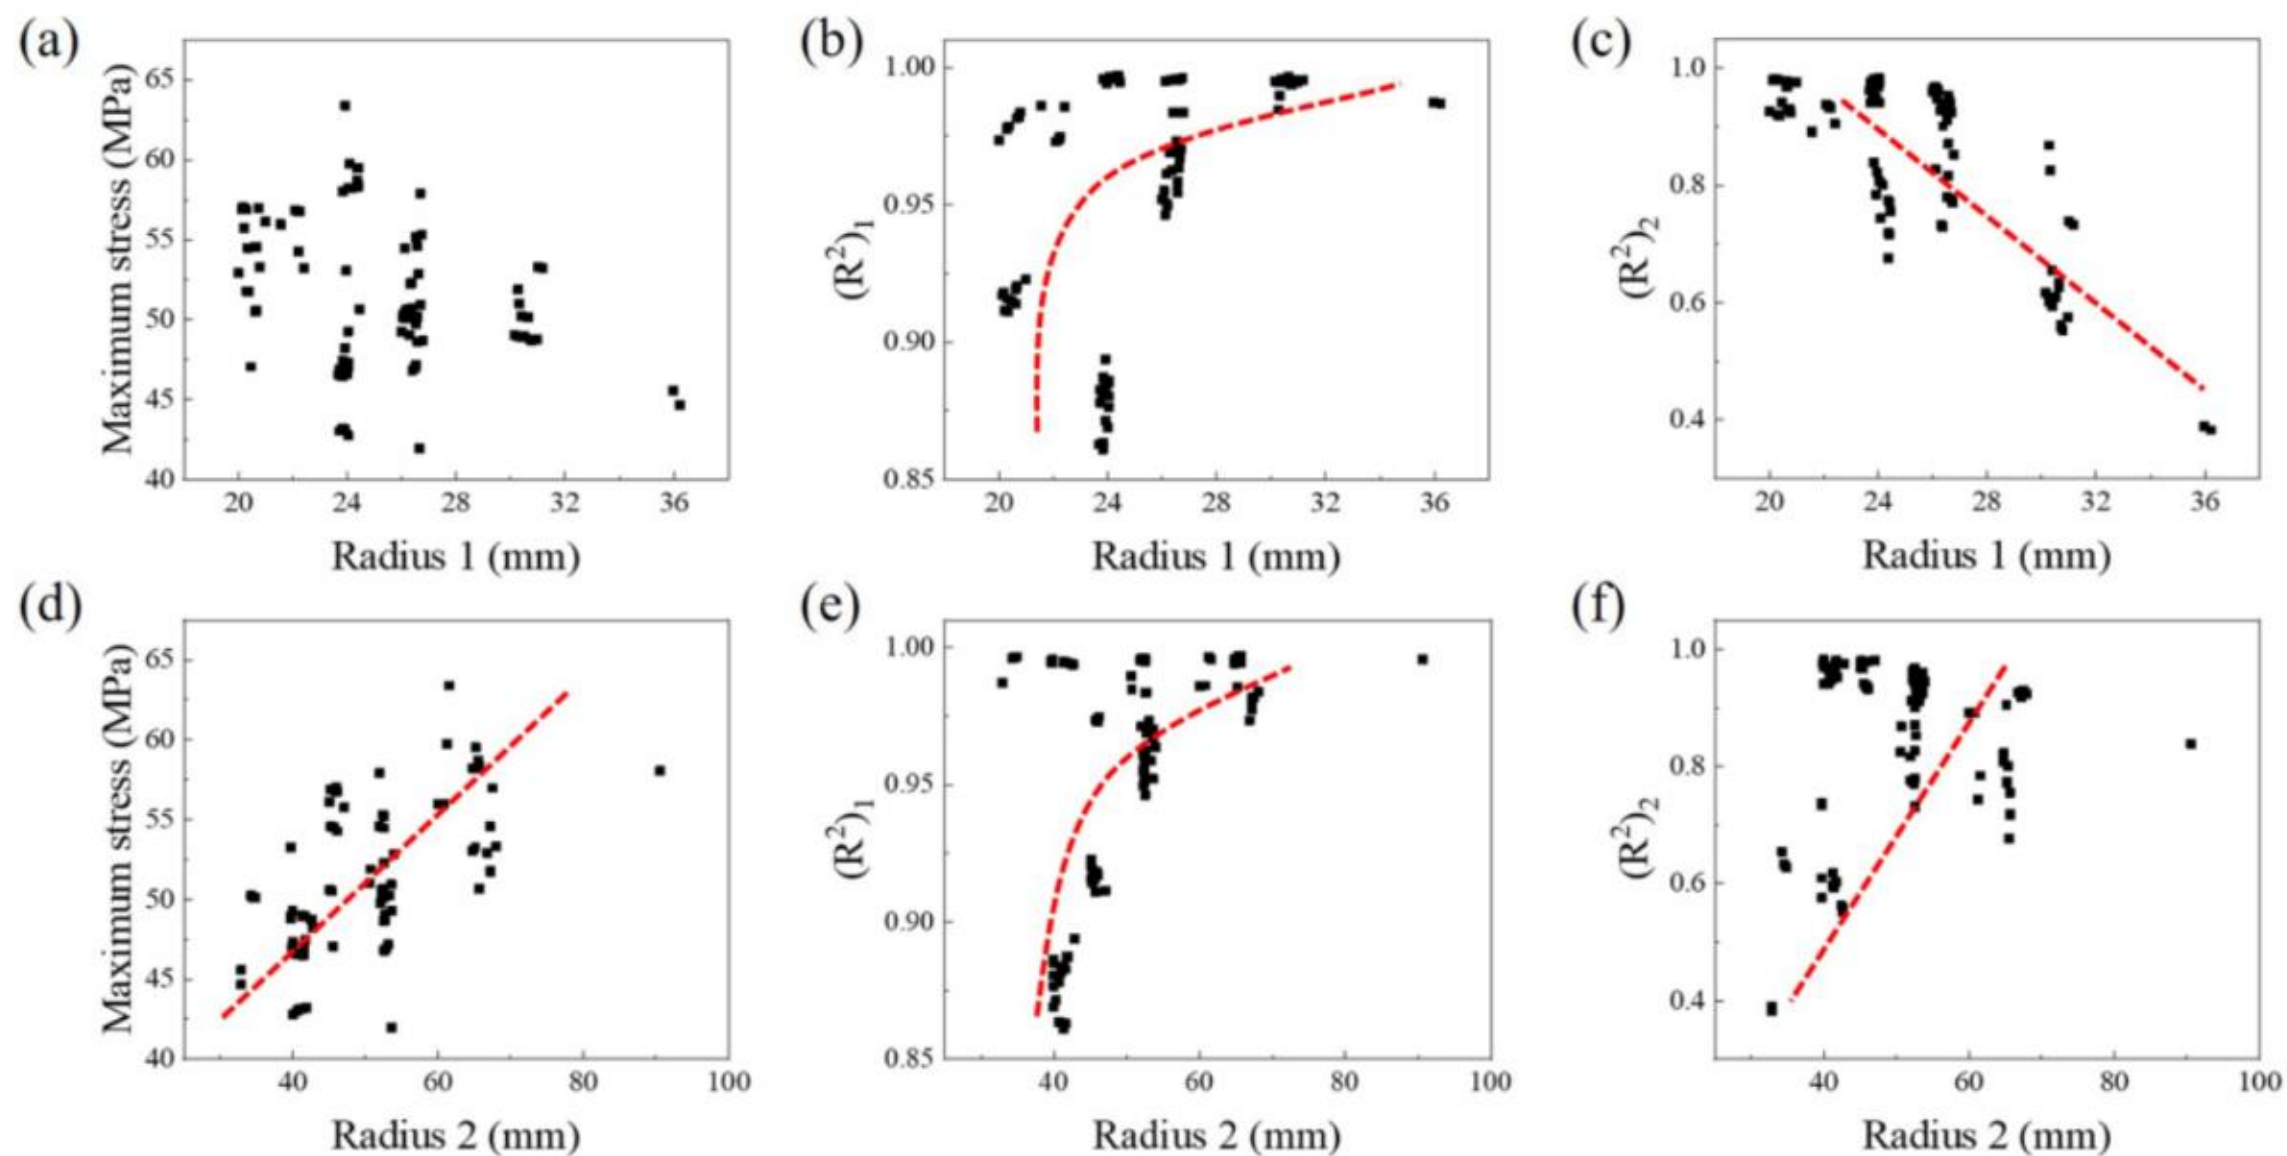 (a)
Maximum stress (MPa)
65
60
55
50
45
40
20 24 28 32 36
Radius 1 (mm)
(b)
(R²)₁
1.00
0.95
0.90
0.85
20 24 28 32 36
Radius 1 (mm)
(c)
(R²)₂
1.0
0.8
0.6
0.4
20 24 28 32 36
Radius 1 (mm)
(d)
Maximum stress (MPa)
65
60
55
50
45
40
40 60 80 100
Radius 2 (mm)
(e)
(R²)₁
1.00
0.95
0.90
0.85
40 60 80 100
Radius 2 (mm)
(f)
(R²)₂
1.0
0.8
0.6
0.4
40 60 80 100
Radius 2 (mm)